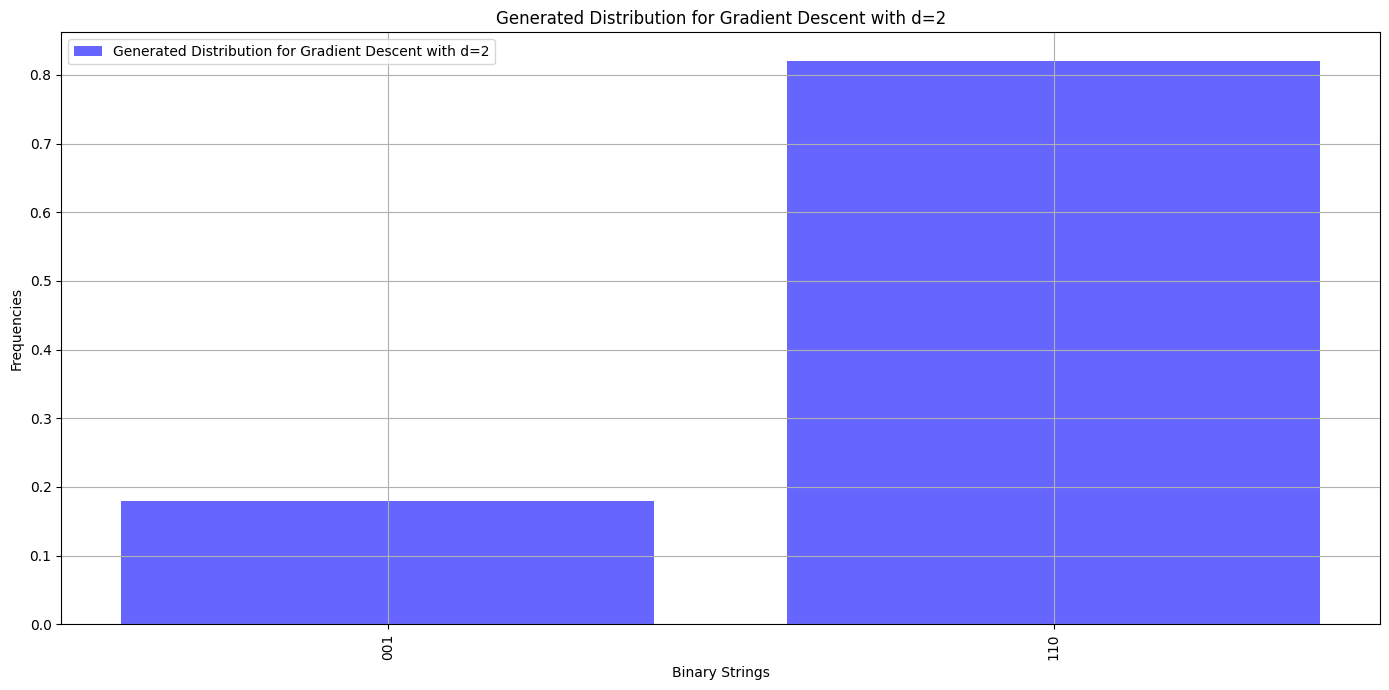 Generated Distribution for Gradient Descent with d=2
Generated Distribution for Gradient Descent with d=2
0.8
0.7
0.6
0.5
0.4
0.3
0.2
0.1
0.0
Frequencies
001
110
Binary Strings